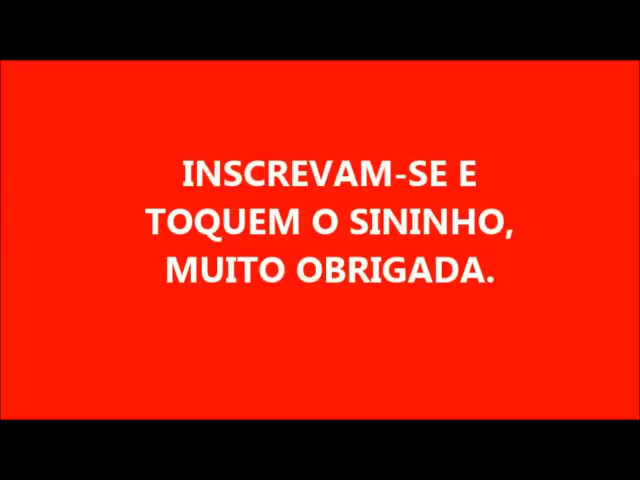 INSCREVAM-SE E
TOQUEM O SININHO,
MUITO OBRIGADA.